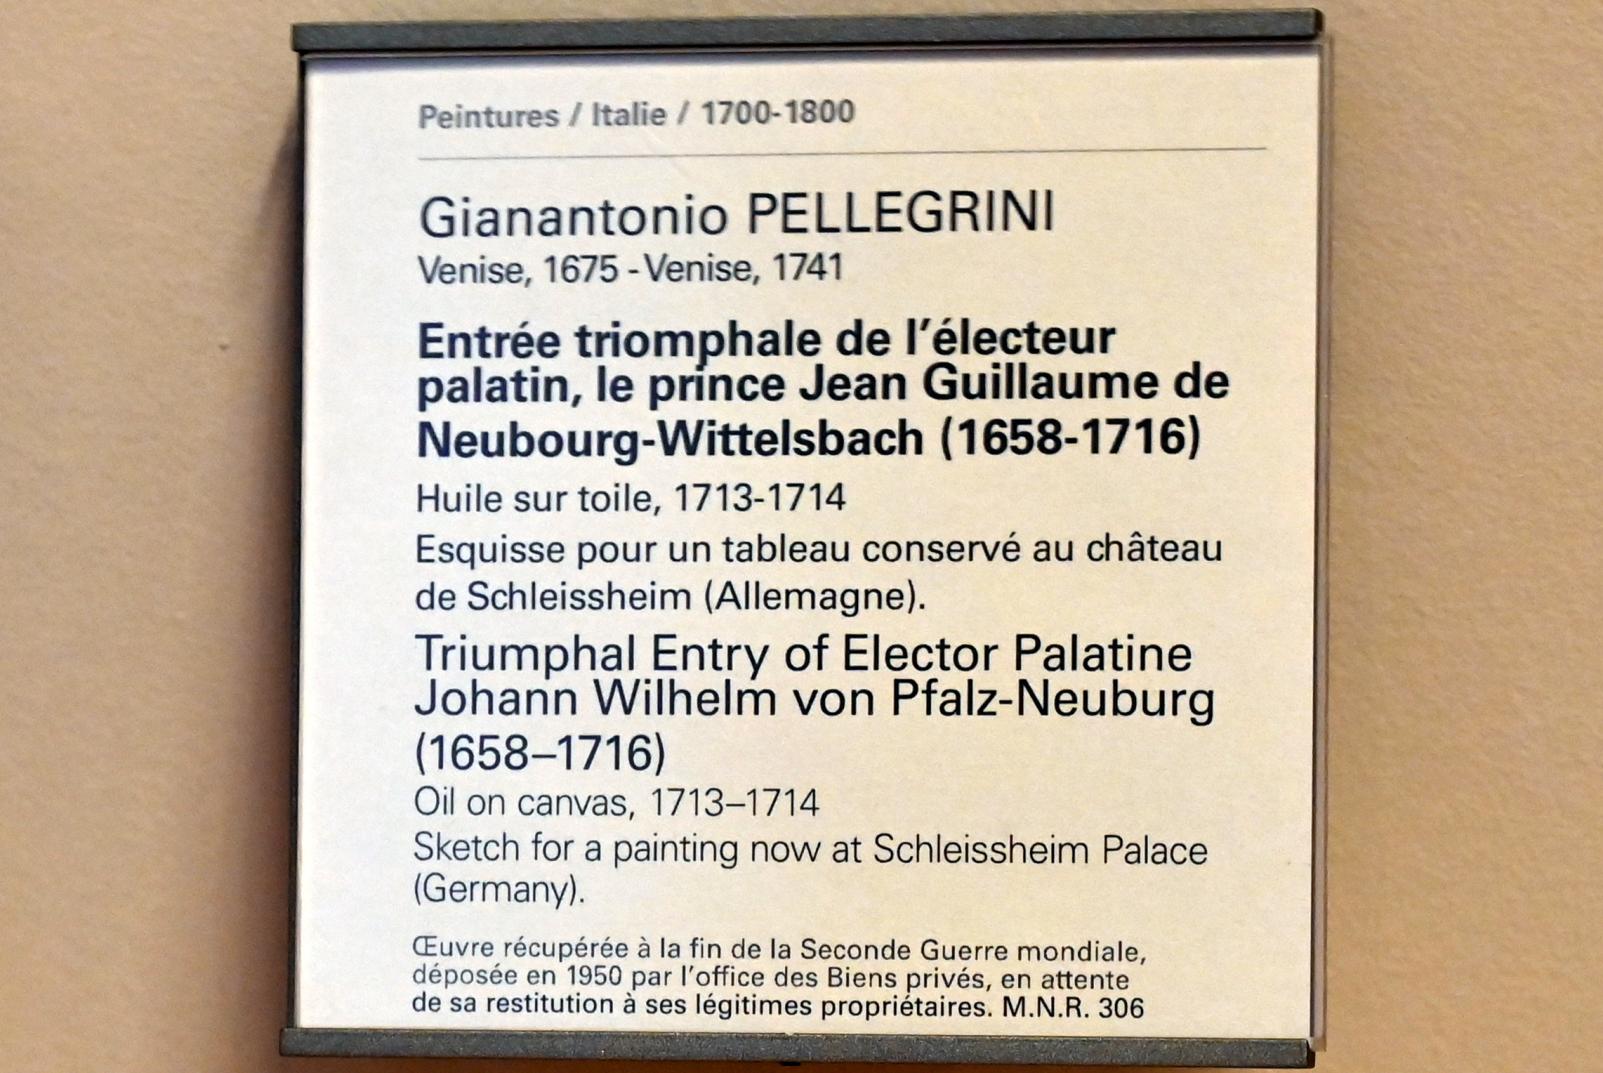 Peintures / Italie / 1700-1800
Gianantonio PELLEGRINI
Venise, 1675 - Venise, 1741
Entrée triomphale de l'électeur
palatin, le prince Jean Guillaume de
Neubourg-Wittelsbach (1658-1716)
Huile sur toile, 1713-1714
Esquisse pour un tableau conservé au château
de Schleissheim (Allemagne).
Triumphal Entry of Elector Palatine
Johann Wilhelm von Pfalz-Neuburg
(1658–1716)
Oil on canvas, 1713–1714
Sketch for a painting now at Schleissheim Palace
(Germany).
Œuvre récupérée à la fin de la Seconde Guerre mondiale,
déposée en 1950 par l'office des Biens privés, en attente
de sa restitution à ses légitimes propriétaires. M.N.R. 306